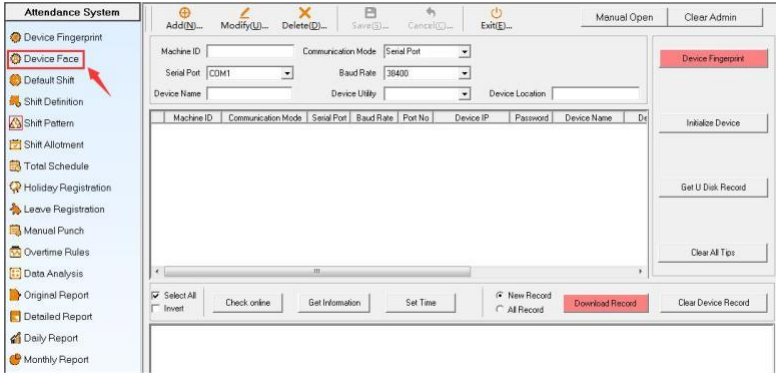 Attendance System
Device Fingerprint
Device Face
Default Shift
Shift Definition
Shift Pattern
Shift Allotment
Total Schedule
Holiday Registration
Leave Registration
Manual Punch
Overtime Rules
Data Analysis
Original Report
Detailed Report
Daily Report
Monthly Report
Add(N)... Modify(U)... Delete(D)... Save(S)... Cancel(C)... Exit(E)... Manual Open Clear Admin
Machine ID Communication Mode Serial Port
Serial Port COM1 Baud Rate 38400
Device Name Device Utility Device Location
Machine ID Communication Mode Serial Port Baud Rate Port No Device IP Password Device Name De
Device Fingerprint
Initialize Device
Get U Disk Record
Clear All Tips
Select All
Invert
Check online Get Information Set Time
New Record
All Record
Download Record Clear Device Record